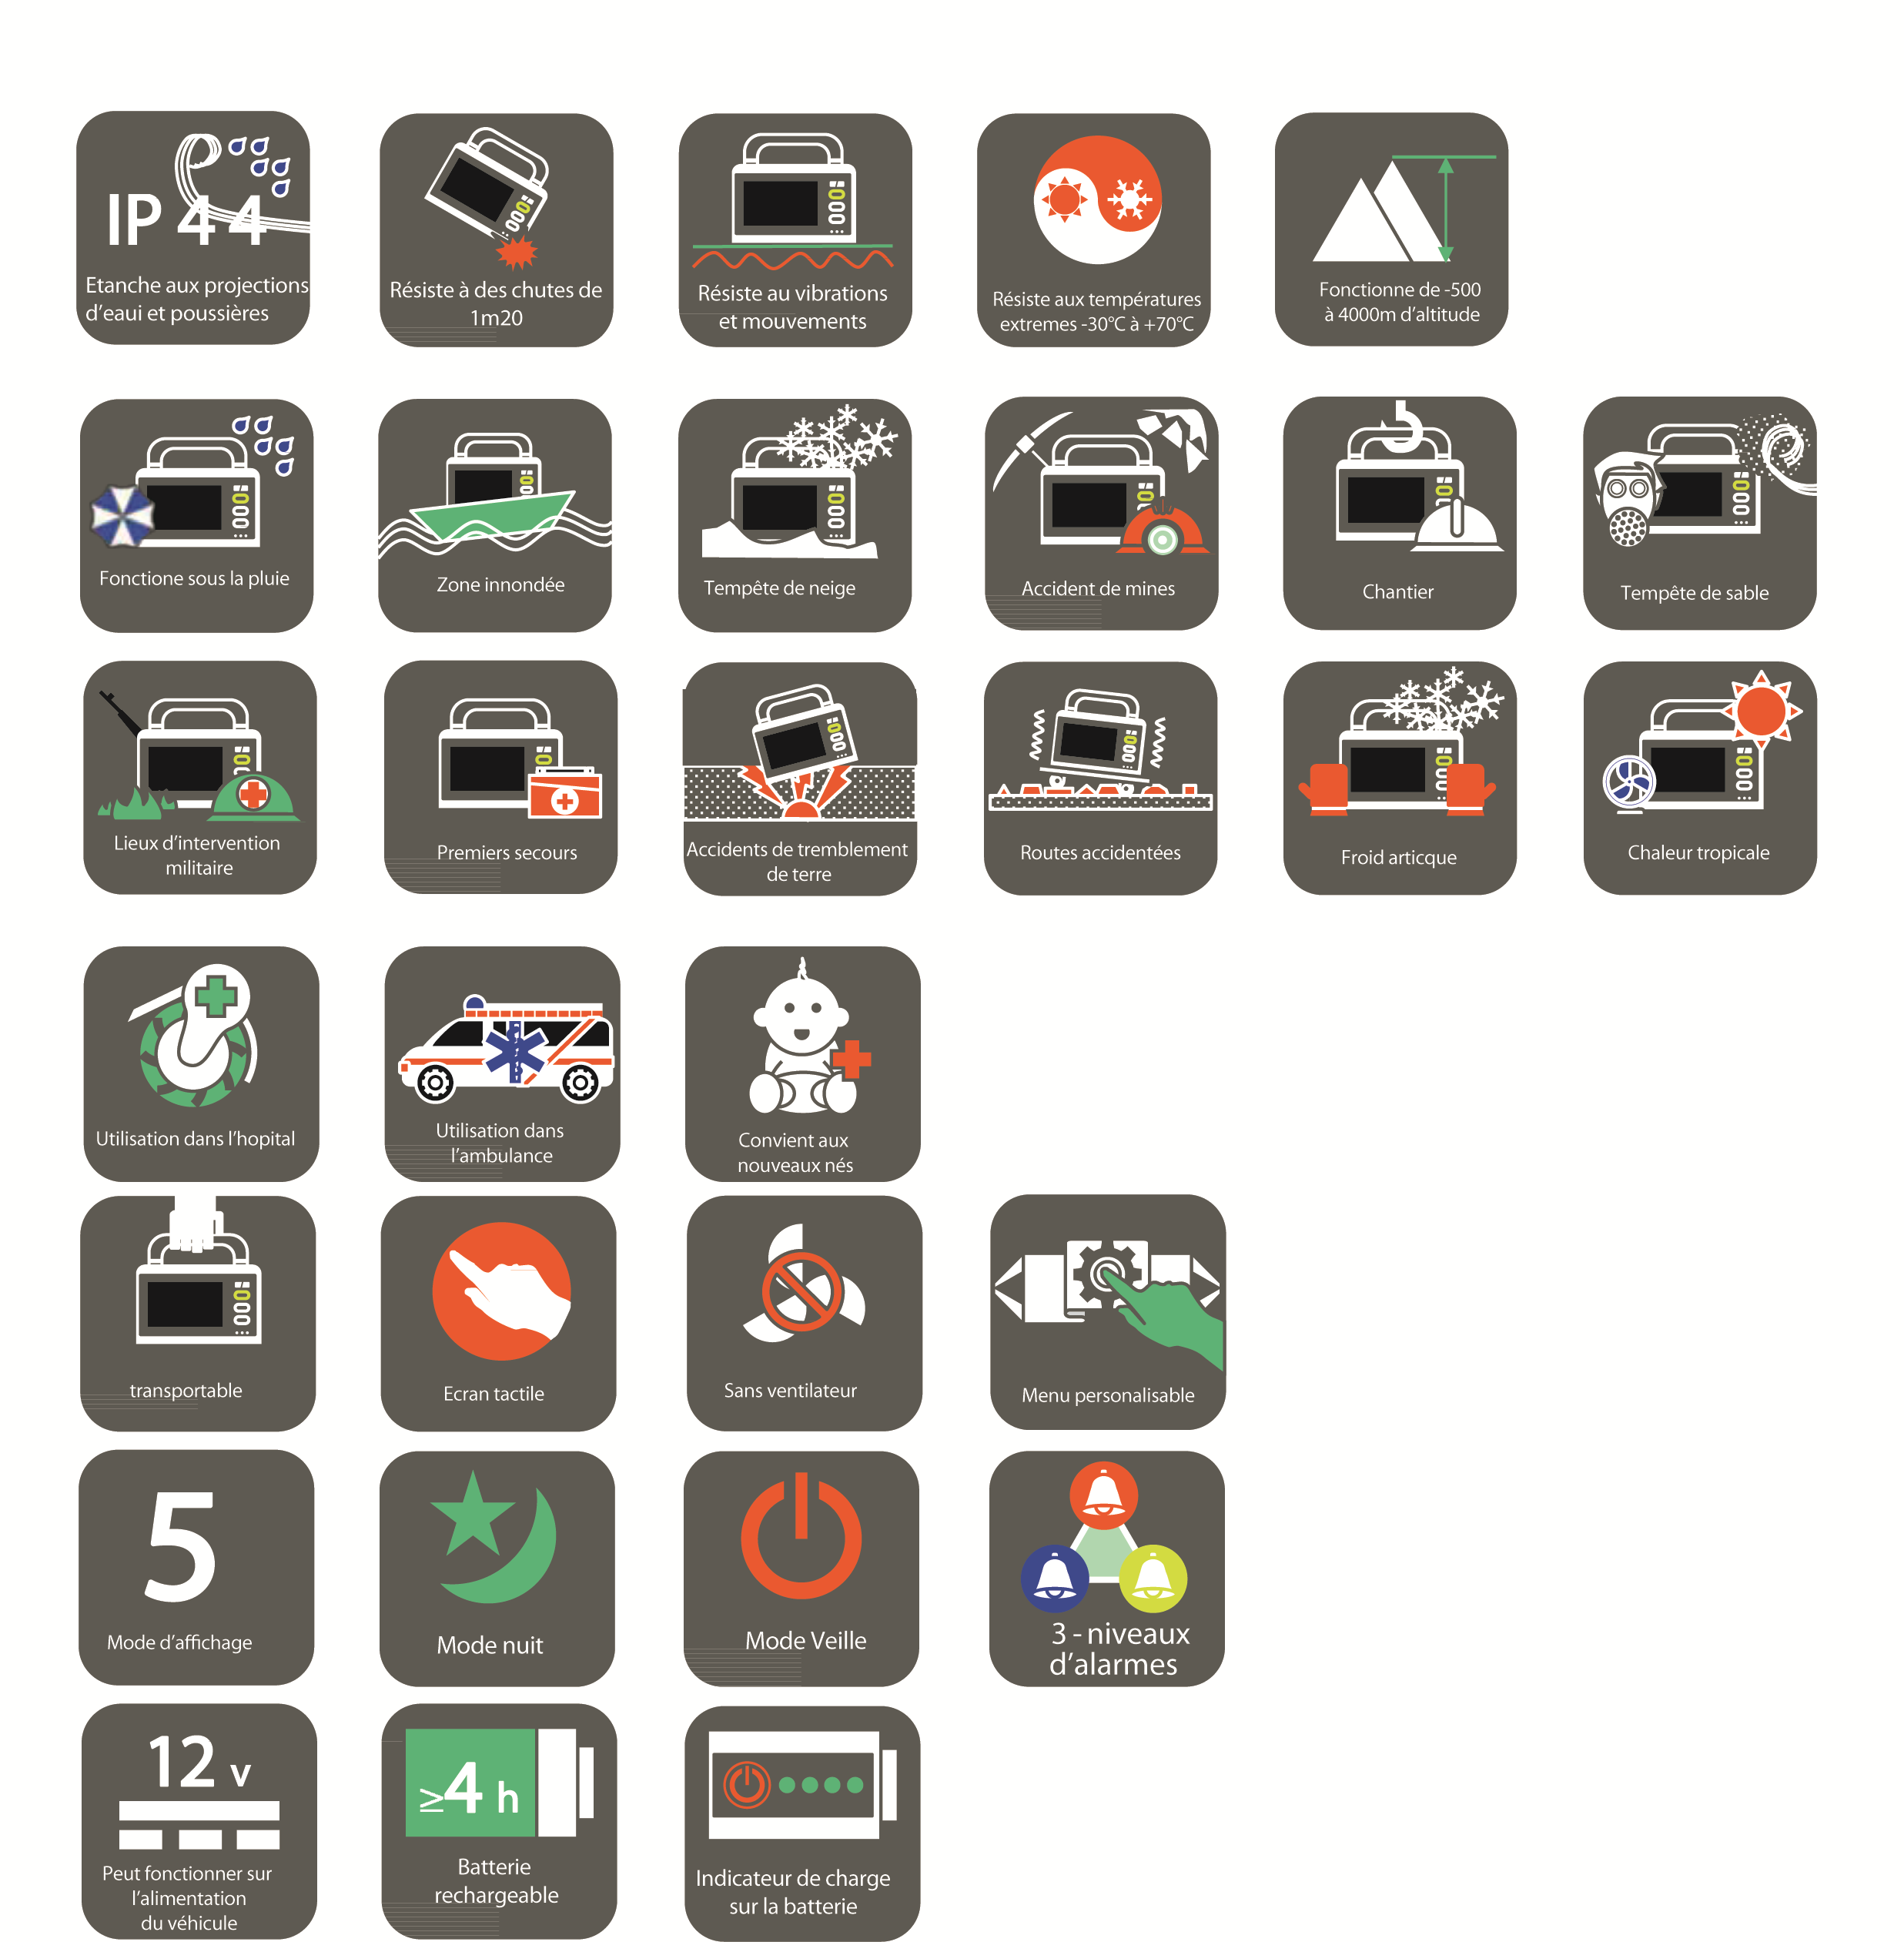 IP 44
Etanche aux projections
d'eaui et poussières
Résiste à des chutes de
1m20
Résiste au vibrations
et mouvements
Résiste aux températures
extremes -30°C à +70°C
Fonctionne de -500
à 4000m d'altitude
Fonctione sous la pluie
Zone innondée
Tempête de neige
Accident de mines
Chantier
Tempête de sable
Lieux d'intervention
militaire
Premiers secours
Accidents de tremblement
de terre
Routes accidentées
Froid articque
Chaleur tropicale
Utilisation dans l'hopital
Utilisation dans
l'ambulance
Convient aux
nouveaux nés
transportable
Ecran tactile
Sans ventilateur
Menu personalisable
5
Mode d'affichage
Mode nuit
Mode Veille
3 - niveaux
d'alarmes
12 v
Peut fonctionner sur
l'alimentation
du véhicule
≥4 h
Batterie
rechargeable
Indicateur de charge
sur la batterie